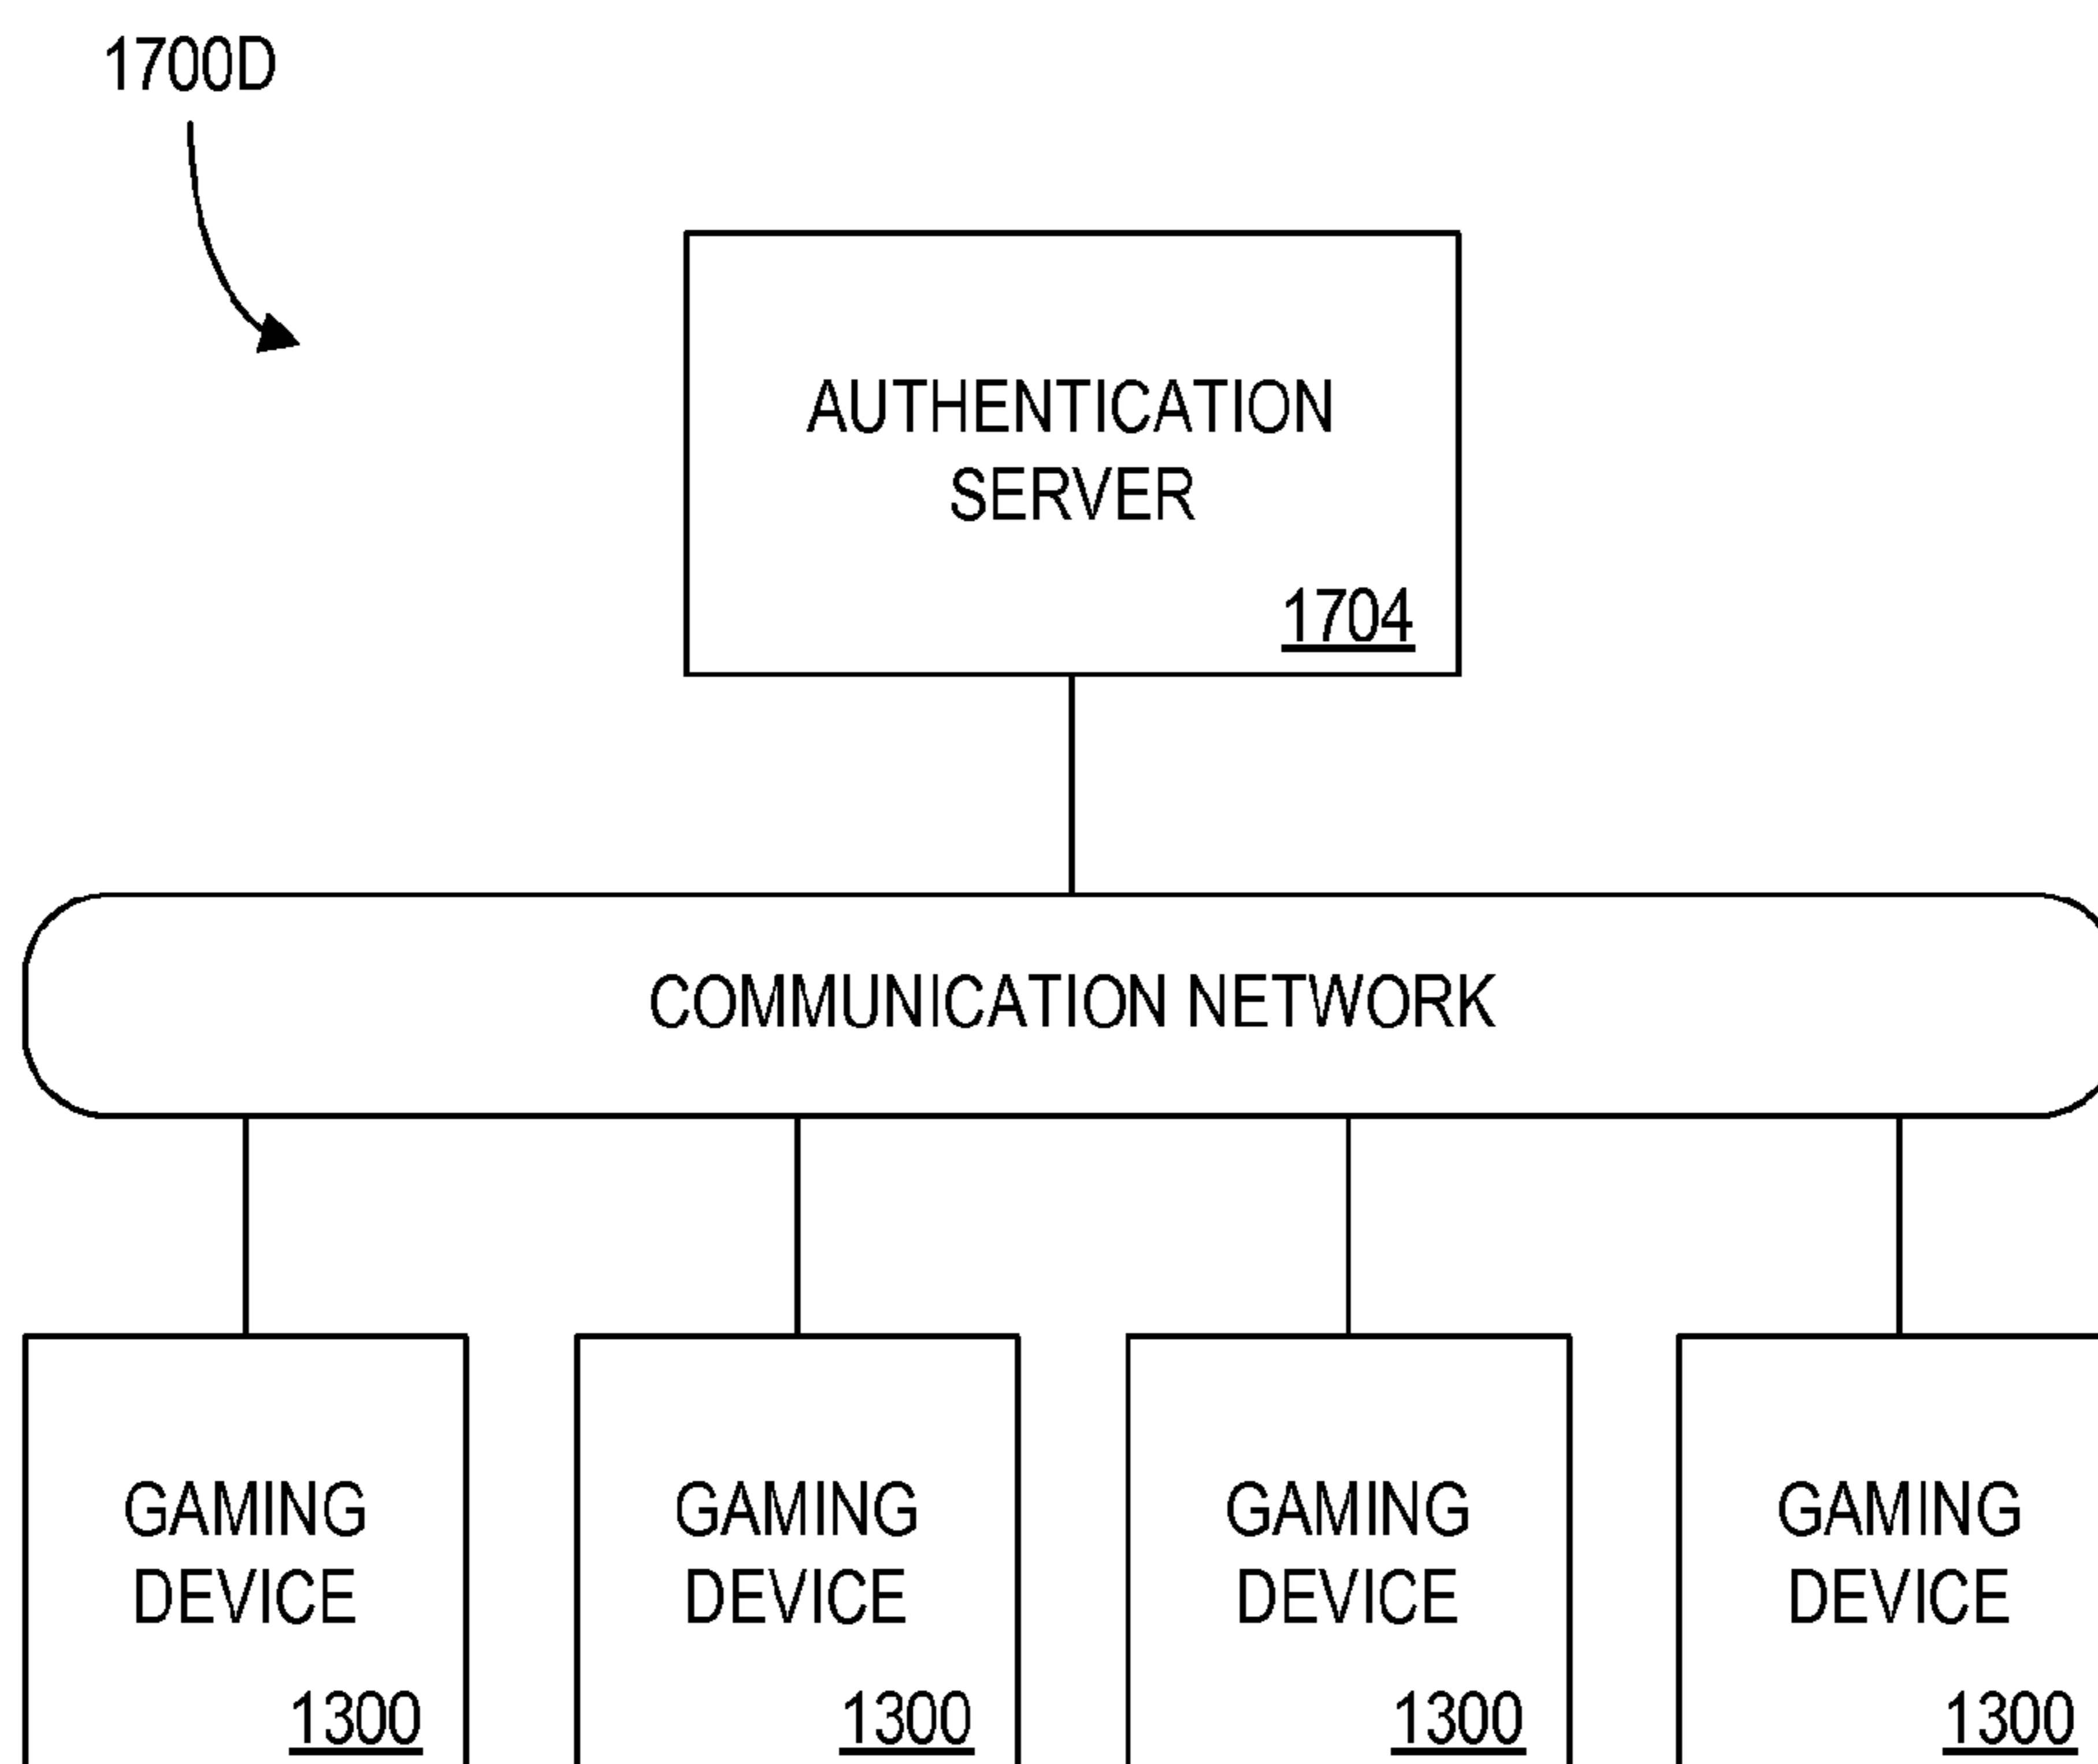 1700D
AUTHENTICATION
SERVER
1704
COMMUNICATION NETWORK
GAMING
DEVICE
1300
GAMING
DEVICE
1300
GAMING
DEVICE
1300
GAMING
DEVICE
1300